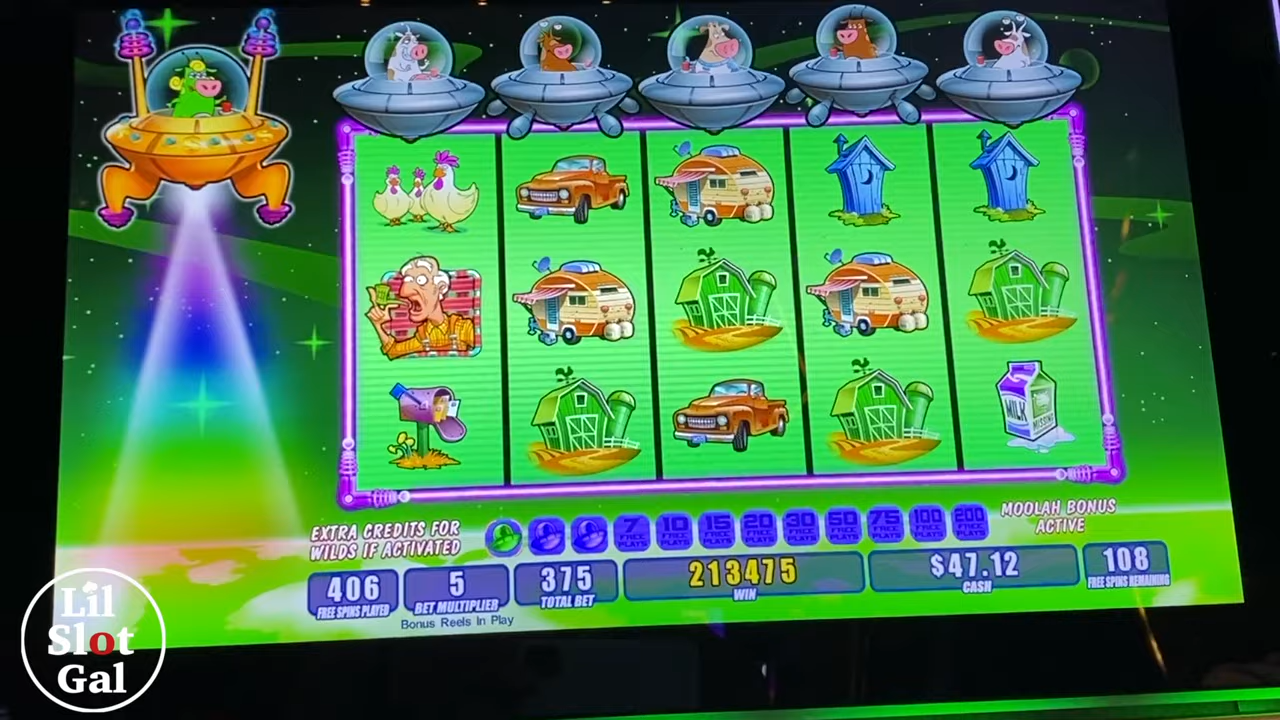 MILK
EXTRA CREDITS FOR
WILDS IF ACTIVATED
7 FREE PLAYS
10 FREE PLAYS
15 FREE PLAYS
20 FREE PLAYS
30 FREE PLAYS
50 FREE PLAYS
75 FREE PLAYS
100 FREE PLAYS
200 FREE PLAYS
MOOLAH BONUS
ACTIVE
406
FREE SPINS PLAYED
5
BET MULTIPLIER
375
TOTAL BET
213475
WIN
$47.12
CASH
108
FREE SPINS REMAINING
Bonus Reels In Play
Lil
Slot
Gal